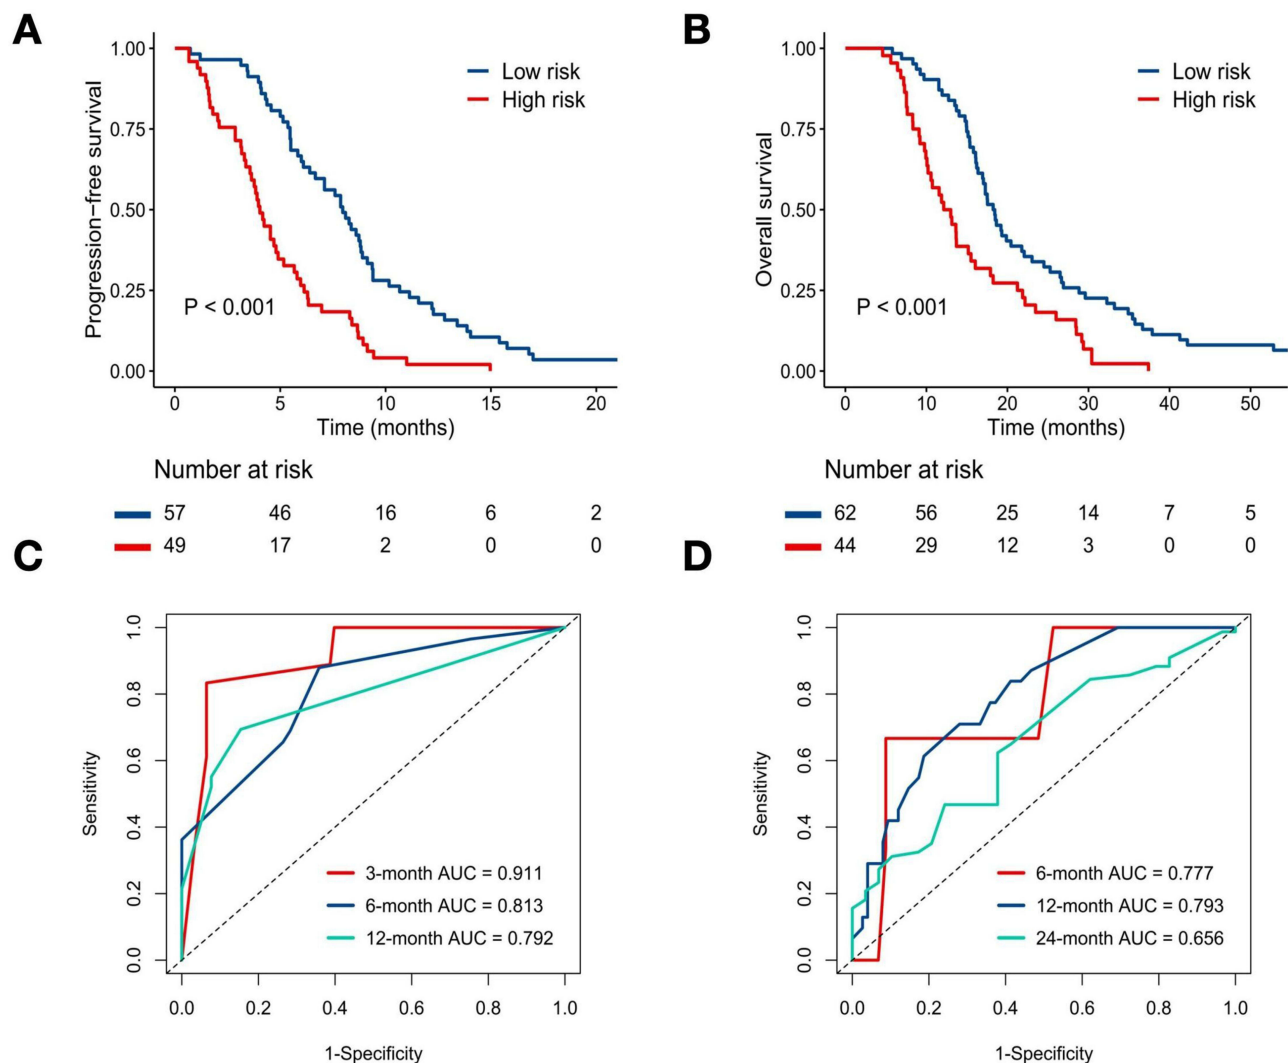 A
Progression-free survival
1.00
0.75
0.50
0.25
0.00
Low risk
High risk
P < 0.001
0 5 10 15 20
Time (months)
Number at risk
57 46 16 6 2
49 17 2 0 0
B
Overall survival
1.00
0.75
0.50
0.25
0.00
Low risk
High risk
P < 0.001
0 10 20 30 40 50
Time (months)
Number at risk
62 56 25 14 7 5
44 29 12 3 0 0
C
Sensitivity
1.0
0.8
0.6
0.4
0.2
0.0
3-month AUC = 0.911
6-month AUC = 0.813
12-month AUC = 0.792
0.0 0.2 0.4 0.6 0.8 1.0
1-Specificity
D
Sensitivity
1.0
0.8
0.6
0.4
0.2
0.0
6-month AUC = 0.777
12-month AUC = 0.793
24-month AUC = 0.656
0.0 0.2 0.4 0.6 0.8 1.0
1-Specificity